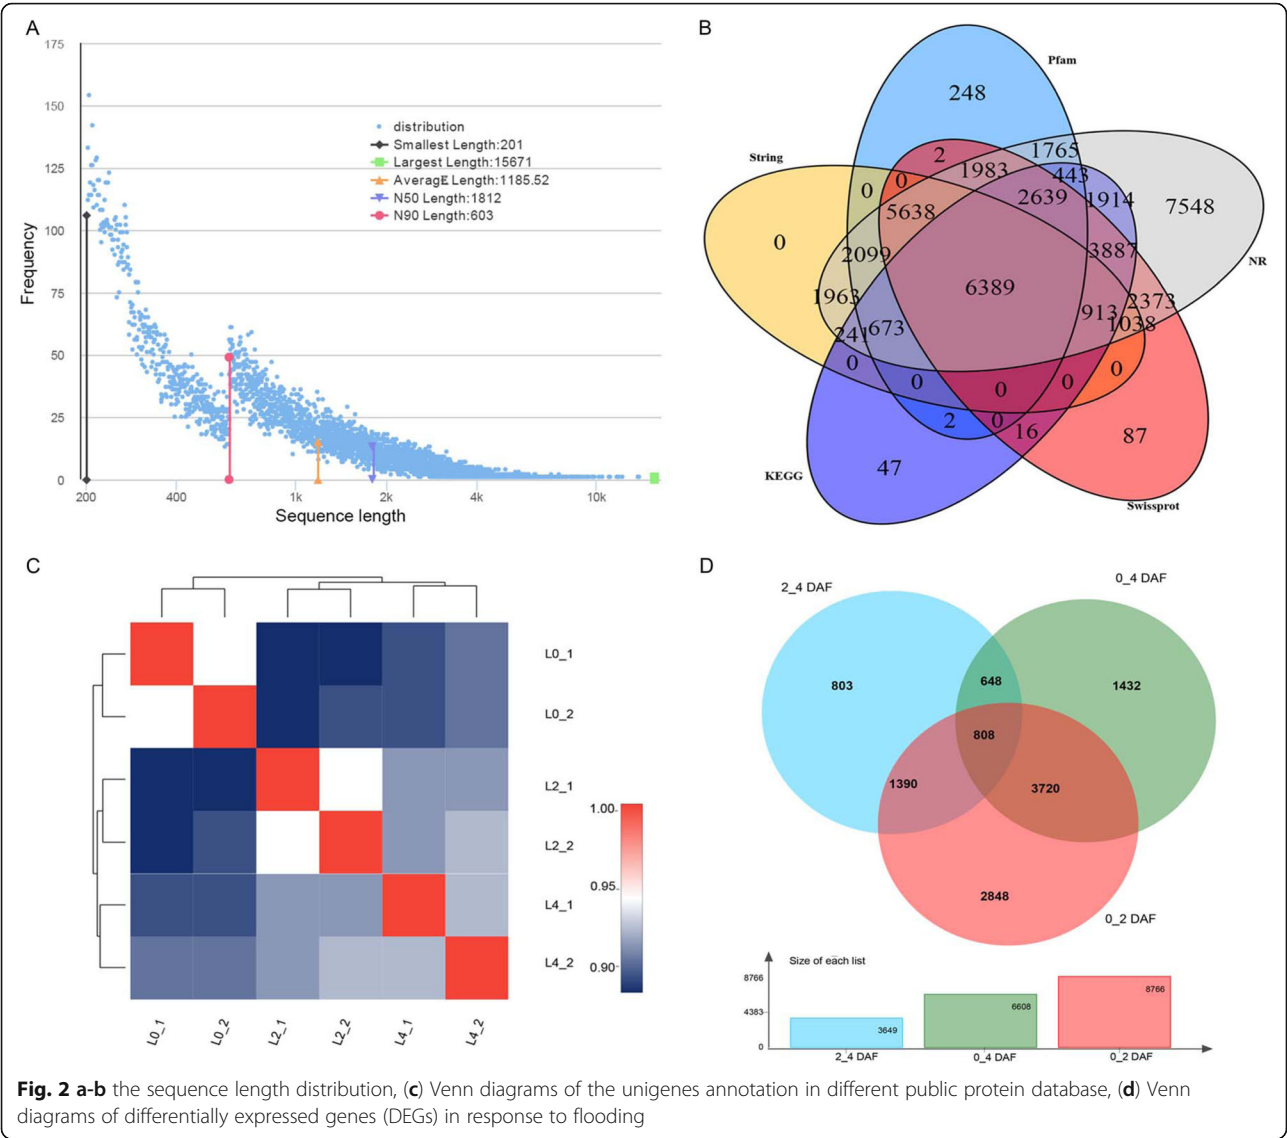 A
175
150
125
100
75
50
25
0
Frequency
200 400 1k 2k 4k 10k
Sequence length
distribution
Smallest Length:201
Largest Length:15671
AveragE Length:1185.52
N50 Length:1812
N90 Length:603
B
Pfam
248
String
2
1765
0
0
1983
443
2639
1914
7548
5638
0
2099
3887
NR
6389
1963
913
2373
1038
241
673
0
0
0
0
0
2
0
16
87
47
KEGG
Swissprot
C
L0_1
L0_2
L2_1
L2_2
L4_1
L4_2
1.00
0.95
0.90
L0_1 L0_2 L2_1 L2_2 L4_1 L4_2
D
2_4 DAF
0_4 DAF
803
648
1432
808
1390
3720
2848
0_2 DAF
Size of each list
8766
4383
0
3649
6608
8766
2_4 DAF 0_4 DAF 0_2 DAF
Fig. 2 a-b the sequence length distribution, (c) Venn diagrams of the unigenes annotation in different public protein database, (d) Venn
diagrams of differentially expressed genes (DEGs) in response to flooding